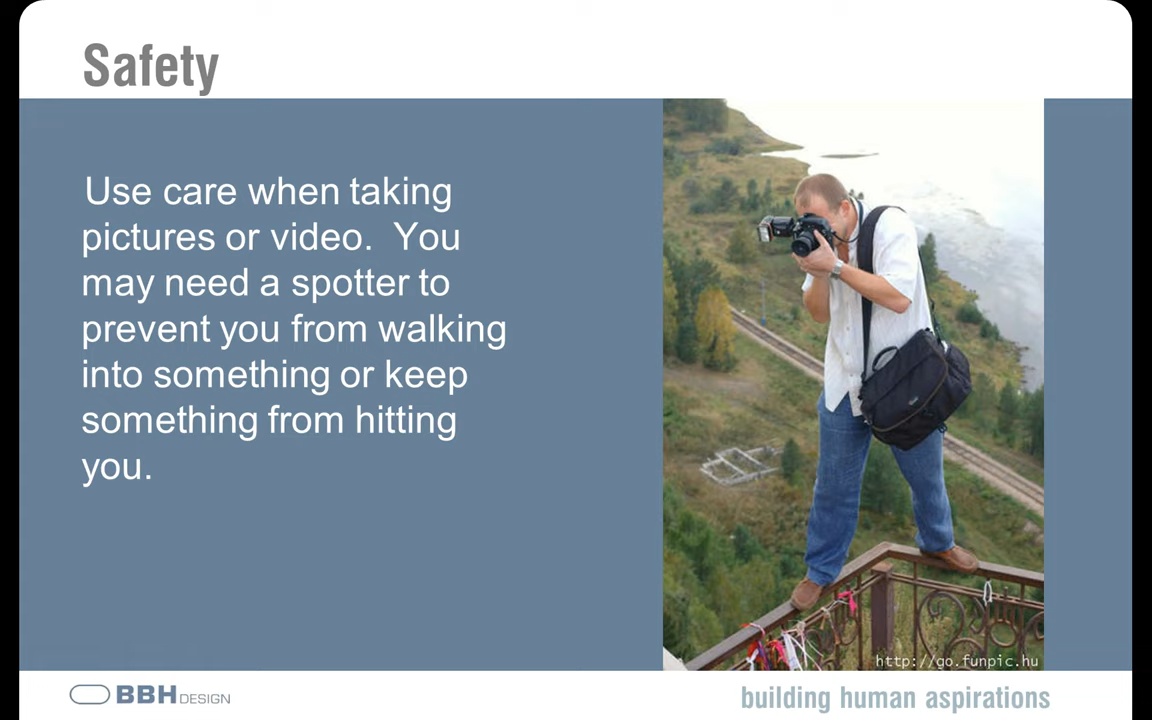 Safety
Use care when taking
pictures or video.  You
may need a spotter to
prevent you from walking
into something or keep
something from hitting
you.
http://go.funpic.hu
BBH DESIGN
building human aspirations